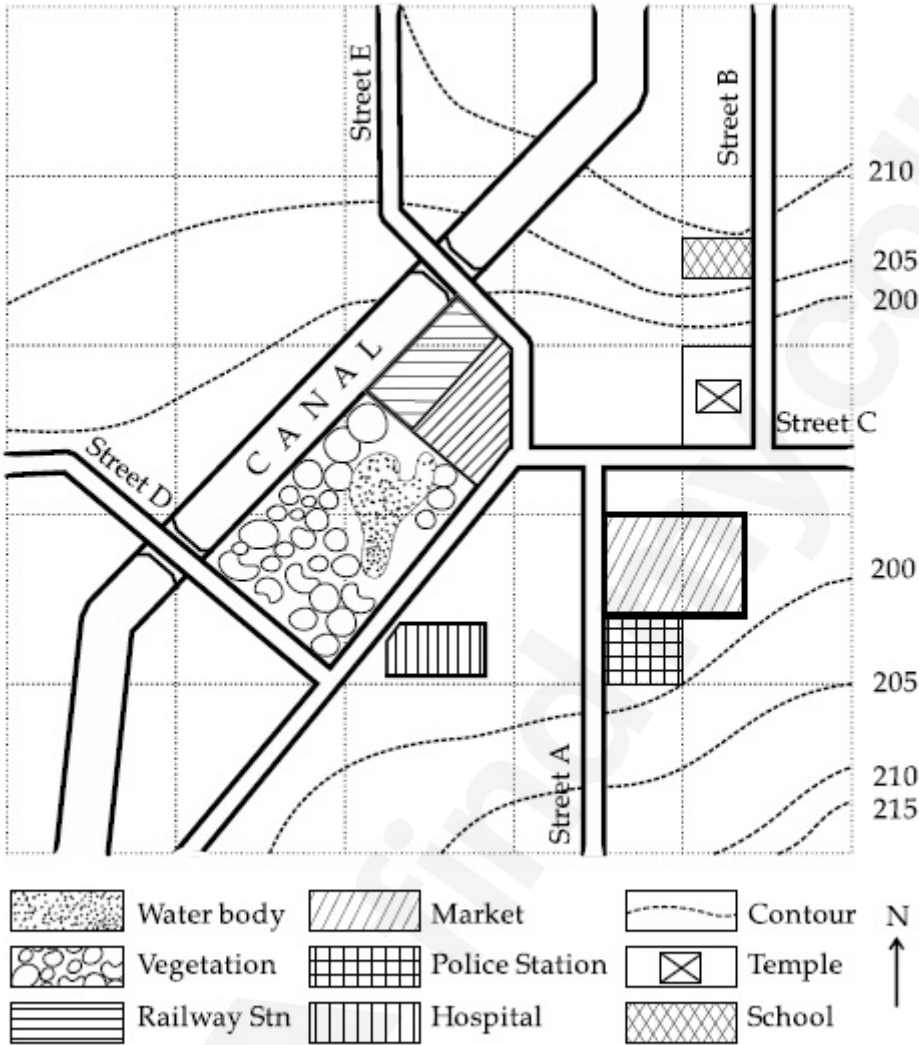 Street E
Street B
210
205
200
CANAL
Street C
Street D
200
205
210
215
Street A
Water body
Market
Contour
N
Vegetation
Police Station
Temple
Railway Stn
Hospital
School